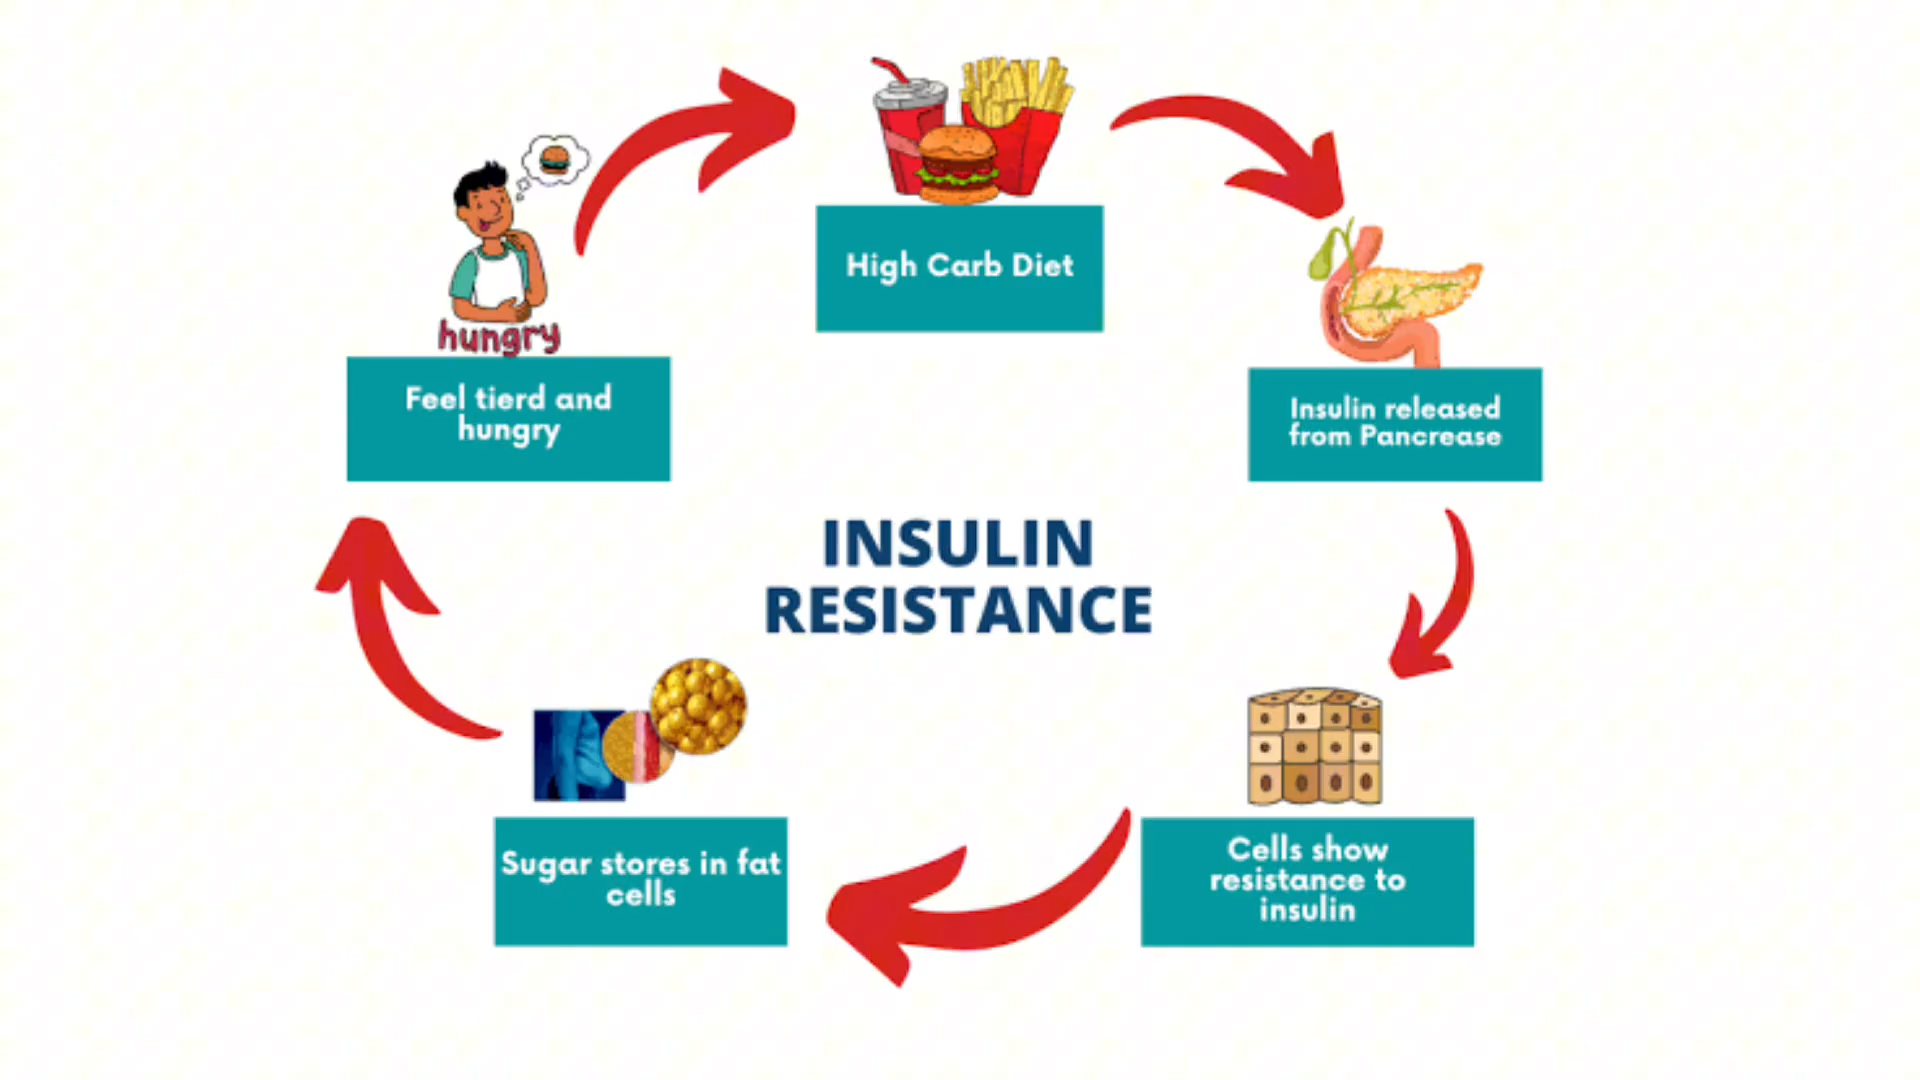 High Carb Diet
Insulin released
from Pancrease
Cells show
resistance to
insulin
Sugar stores in fat
cells
Feel tierd and
hungry
hungry
INSULIN
RESISTANCE